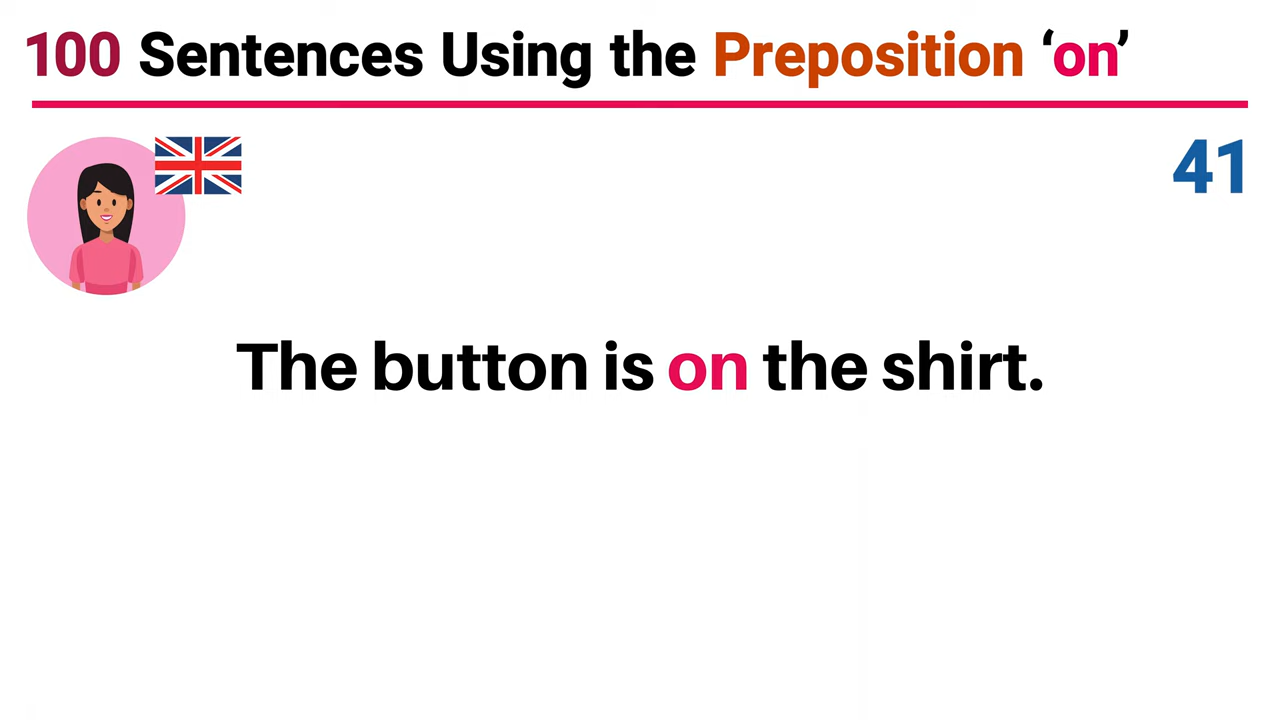 100 Sentences Using the Preposition ‘on’
41
The button is on the shirt.